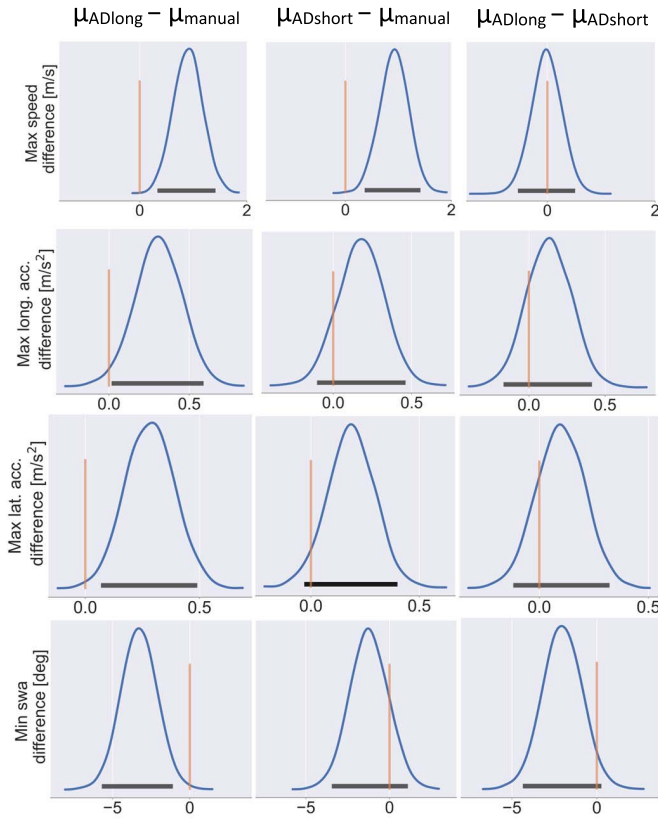 μADlong – μmanual μADshort – μmanual μADlong – μADshort
Max speed
difference [m/s]
0 2 0 2 0 2
Max long. acc.
difference [m/s²]
0.0 0.5 0.0 0.5 0.0 0.5
Max lat. acc.
difference [m/s²]
0.0 0.5 0.0 0.5 0.0 0.5
Min swa
difference [deg]
−5 0 −5 0 −5 0